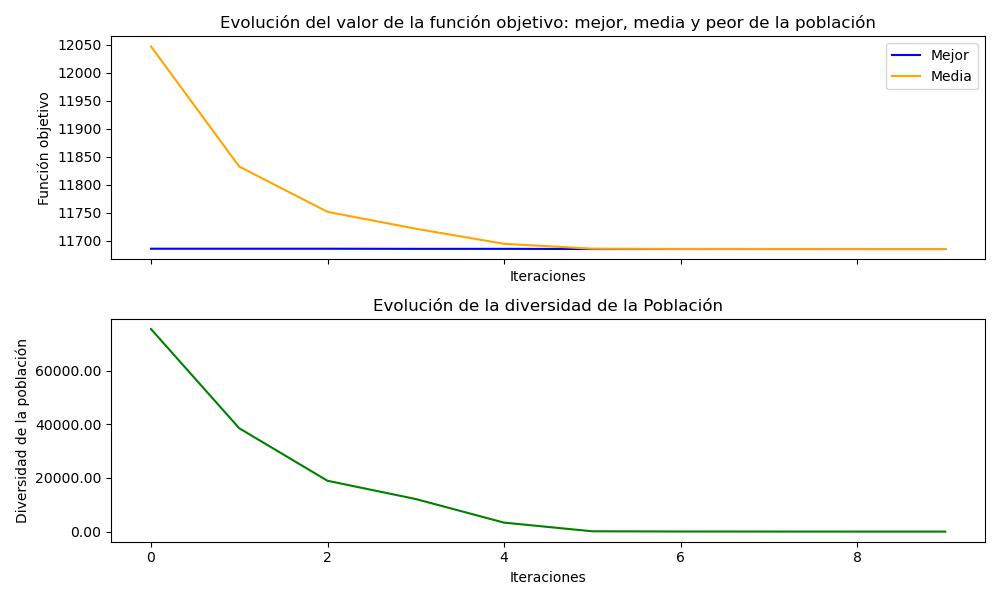 Evolución del valor de la función objetivo: mejor, media y peor de la población
Función objetivo
12050
12000
11950
11900
11850
11800
11750
11700
Mejor
Media
Iteraciones
Evolución de la diversidad de la Población
Diversidad de la población
60000.00
40000.00
20000.00
0.00
0 2 4 6 8
Iteraciones